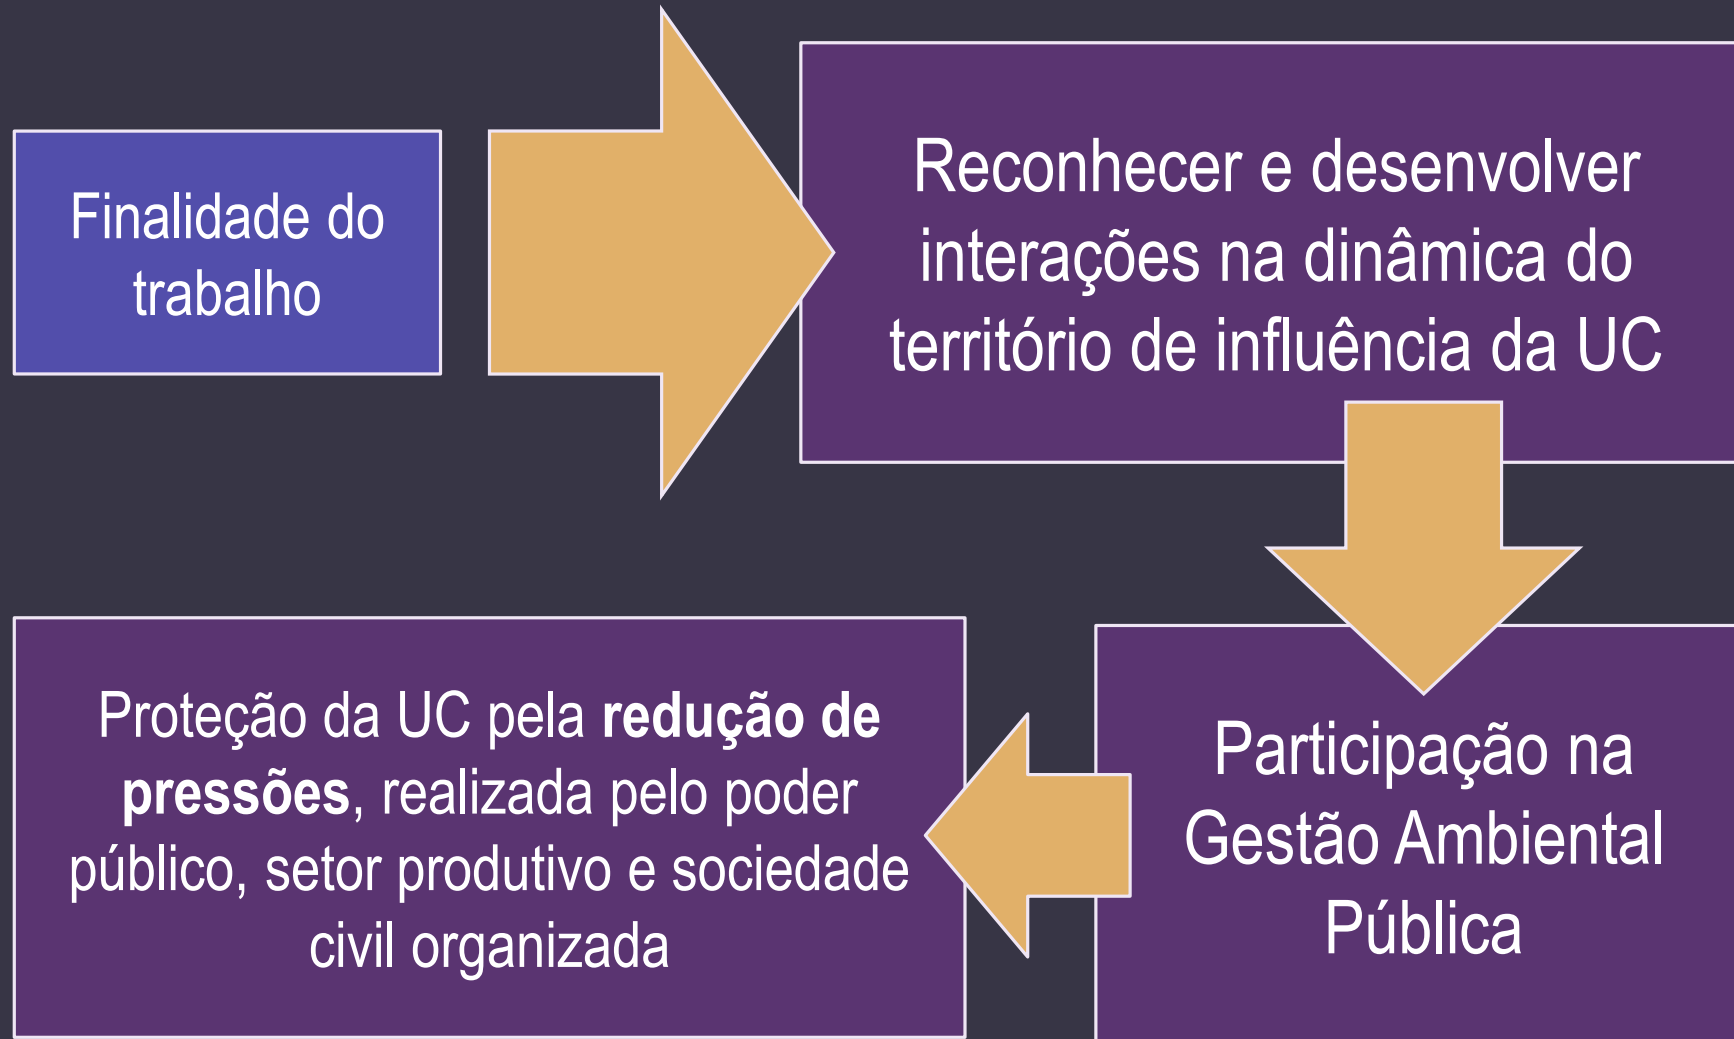 Finalidade do
trabalho
Reconhecer e desenvolver
interações na dinâmica do
território de influência da UC
Participação na
Gestão Ambiental
Pública
Proteção da UC pela redução de
pressões, realizada pelo poder
público, setor produtivo e sociedade
civil organizada